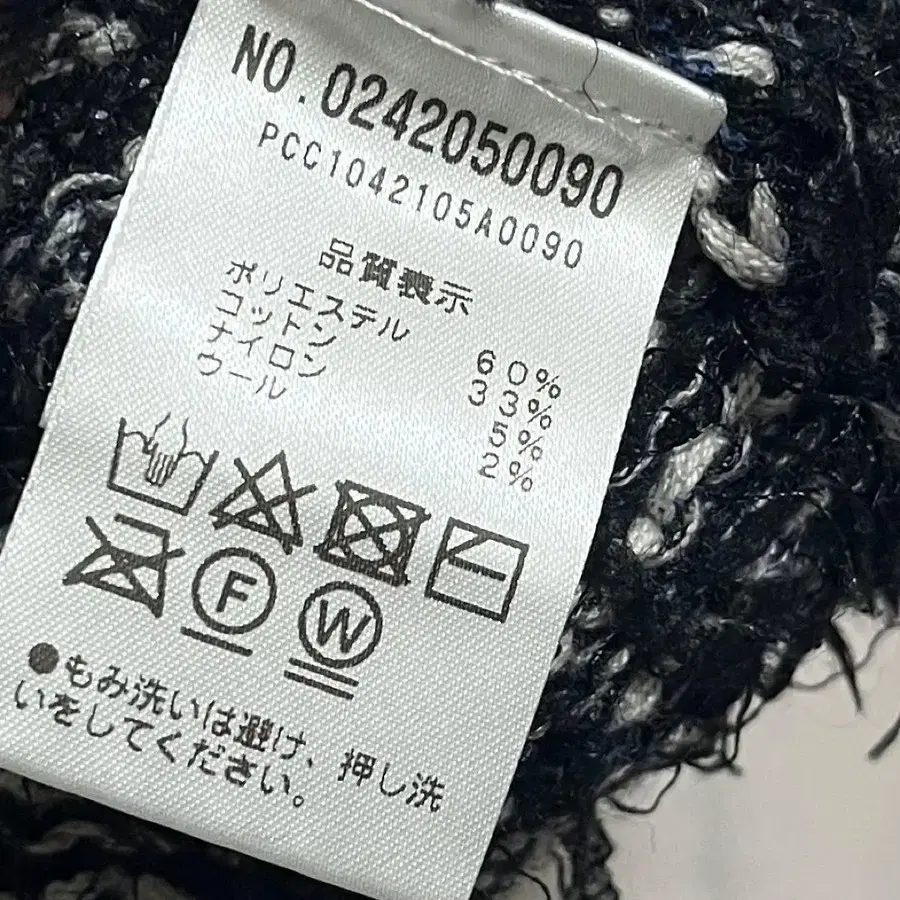 NO.0242050090
PCC1042105A0090
品質表示
ポリエステル 60%
コットン 33%
ナイロン 5%
ウール 2%
F W
●もみ洗いは避け、押し洗
いをしてください。